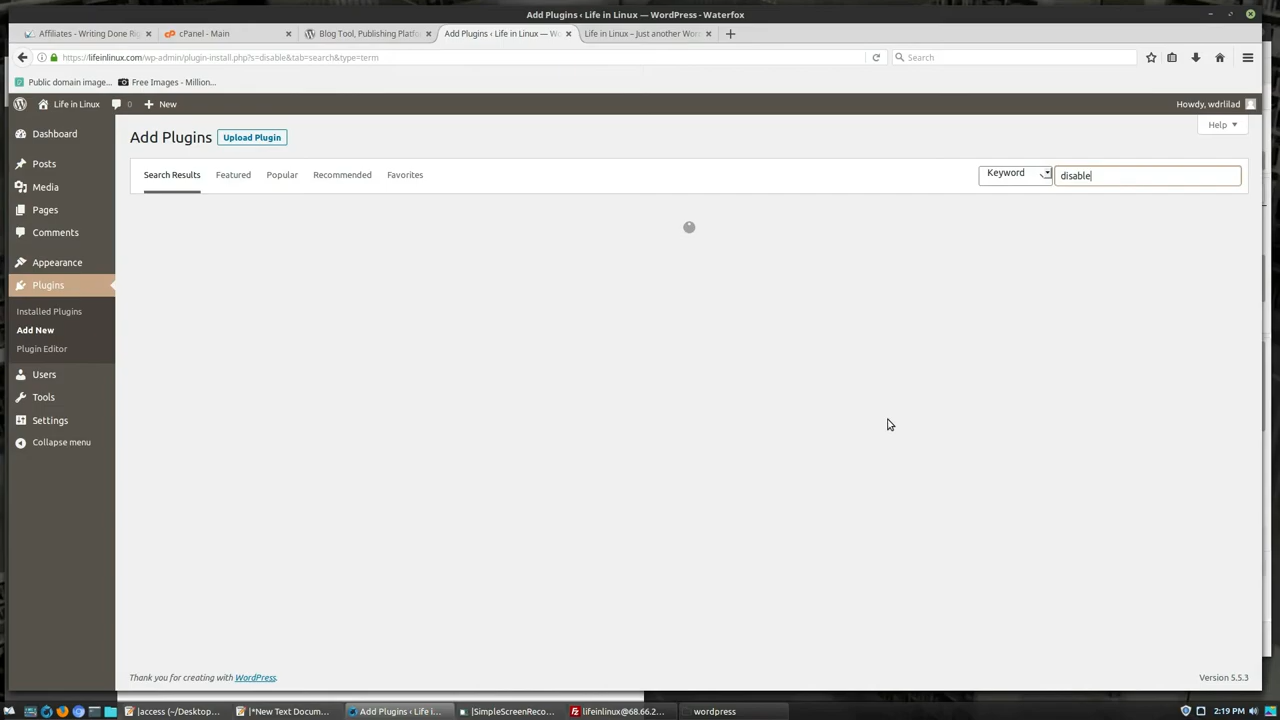 Add Plugins ‹ Life in Linux — WordPress - Waterfox
Affiliates - Writing Done Ri
cPanel - Main
Blog Tool, Publishing Platfo
Add Plugins ‹ Life in Linux — Wo
Life in Linux – Just another Wor
https://lifeinlinux.com/wp-admin/plugin-install.php?s=disable&tab=search&type=term
Search
Public domain image...
Free Images - Million...
Life in Linux
0
New
Howdy, wdrlilad
Dashboard
Posts
Media
Pages
Comments
Appearance
Plugins
Installed Plugins
Add New
Plugin Editor
Users
Tools
Settings
Collapse menu
Add Plugins
Upload Plugin
Help
Search Results
Featured
Popular
Recommended
Favorites
Keyword
disable
Thank you for creating with WordPress.
Version 5.5.3
|access (~/Desktop...
|*New Text Docum...
Add Plugins ‹ Life i...
|SimpleScreenReco...
lifeinlinux@68.66.2...
wordpress
2:19 PM